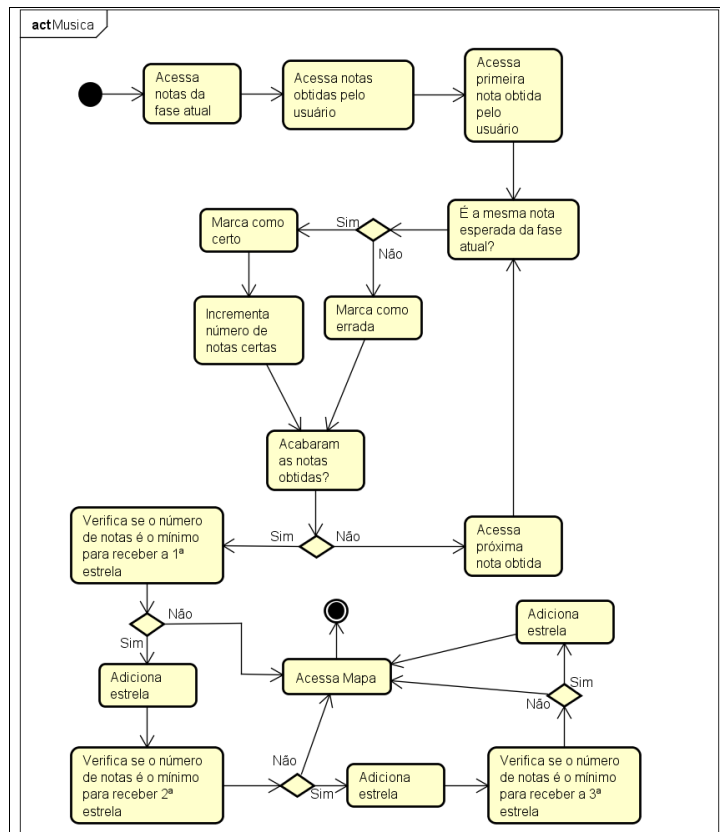 actMusica
Acessa
notas da
fase atual
Acessa notas
obtidas pelo
usuário
Acessa
primeira
nota obtida
pelo
usuário
É a mesma nota
esperada da fase
atual?
Sim
Não
Marca como
certo
Incrementa
número de
notas certas
Marca como
errada
Acabaram
as notas
obtidas?
Sim
Não
Acessa
próxima
nota obtida
Verifica se o número
de notas é o mínimo
para receber a 1ª
estrela
Não
Sim
Adiciona
estrela
Acessa Mapa
Adiciona
estrela
Sim
Não
Verifica se o número
de notas é o mínimo
para receber 2ª
estrela
Não
Sim
Adiciona
estrela
Verifica se o número
de notas é o mínimo
para receber a 3ª
estrela